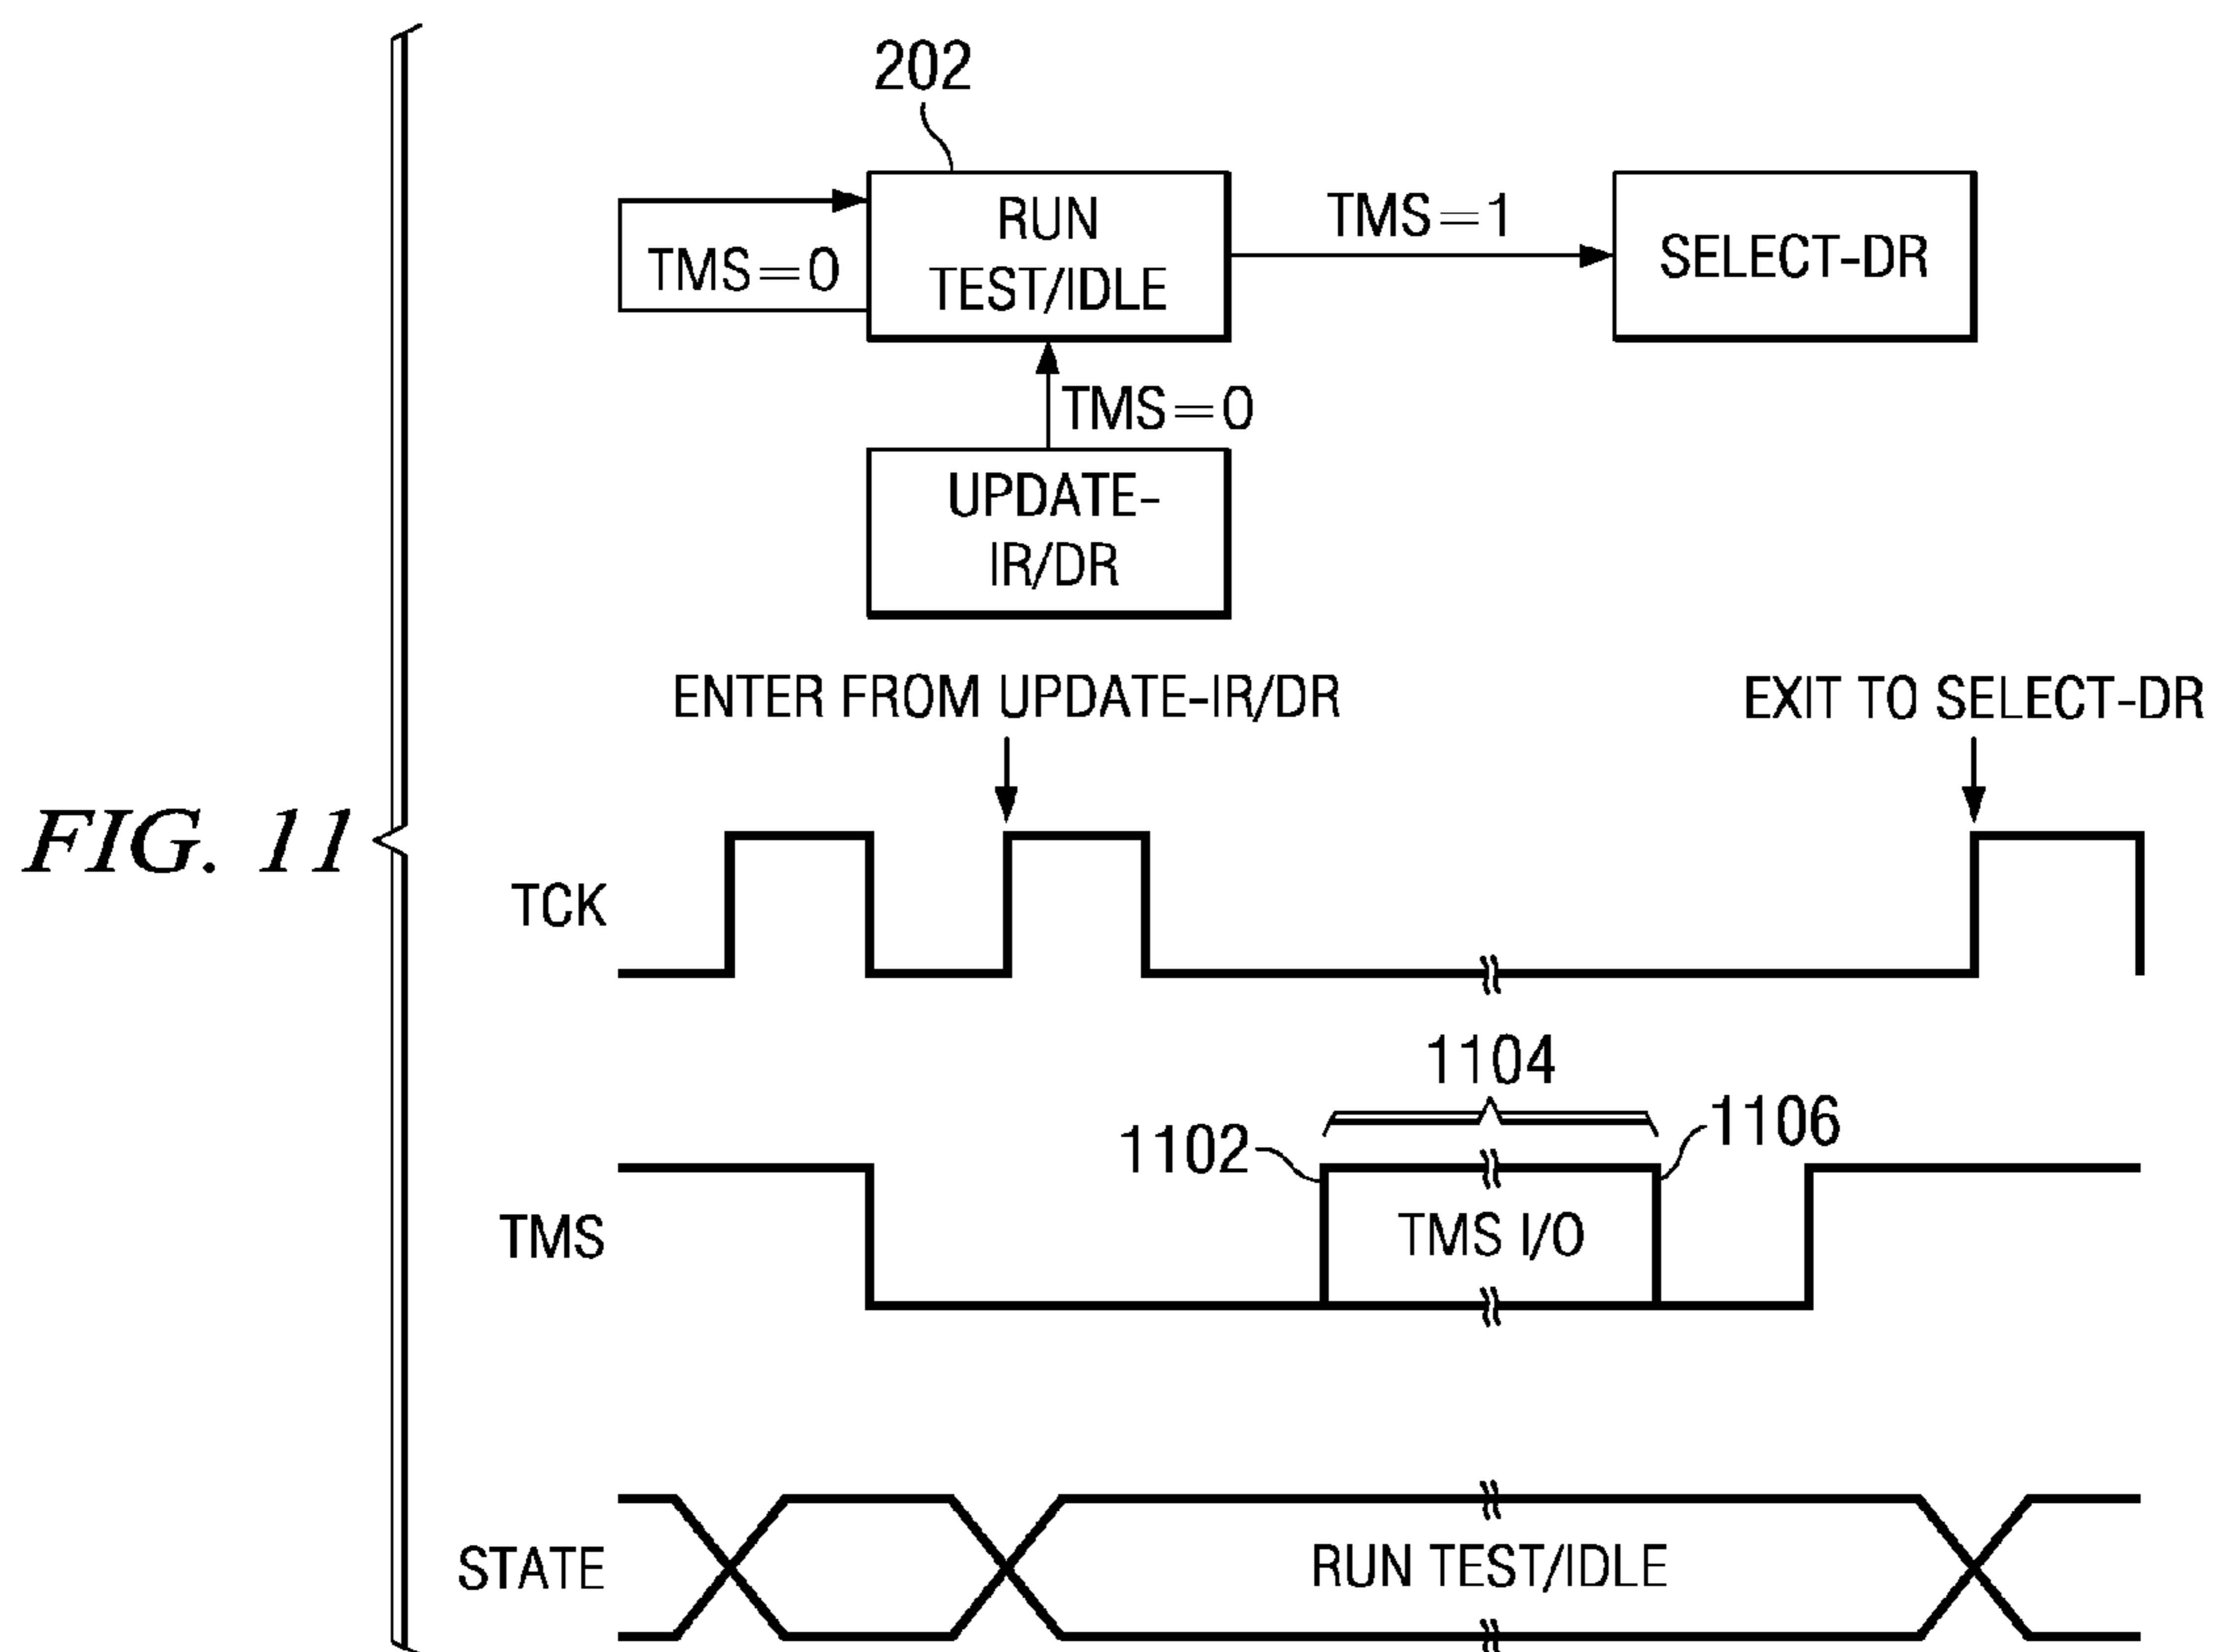 202
RUN
TEST/IDLE
TMS=0
TMS=1
SELECT-DR
TMS=0
UPDATE-
IR/DR
ENTER FROM UPDATE-IR/DR
EXIT TO SELECT-DR
FIG. 11
TCK
1104
1102
1106
TMS
TMS I/O
STATE
RUN TEST/IDLE